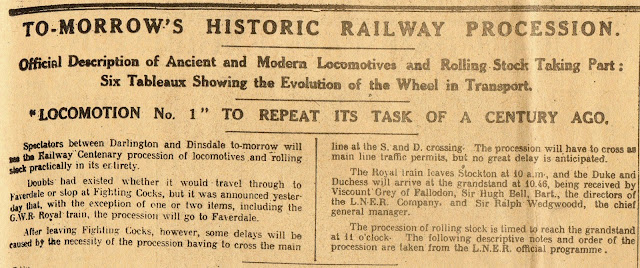 TO-MORROW'S HISTORIC RAILWAY PROCESSION.
Official Description of Ancient and Modern Locomotives and Rolling Stock Taking Part:
Six Tableaux Showing the Evolution of the Wheel in Transport.
"LOCOMOTION No. 1" TO REPEAT ITS TASK OF A CENTURY AGO.
Spectators between Darlington and Dinsdale to-morrow will
see the Railway Centenary procession of locomotives and rolling
stock practically in its entirety.
Doubts had existed whether it would travel through to
Faverdale or stop at Fighting Cocks, but it was announced yester-
day that, with the exception of one or two items, including the
G.W.R. Royal train, the procession will go to Faverdale.
After leaving Fighting Cocks, however, some delays will be
caused by the necessity of the procession having to cross the main
line at the S. and D. crossing. The procession will have to cross as
main line traffic permits, but no great delay is anticipated.
The Royal train leaves Stockton at 10 a.m., and the Duke and
Duchess will arrive at the grandstand at 10.46, being received by
Viscount Grey of Fallodon, Sir Hugh Bell, Bart., the directors of
the L.N.E.R. Company, and Sir Ralph Wedgwoodd, the chief
general manager.
The procession of rolling stock is timed to reach the grandstand
at 11 o'clock. The following descriptive notes and order of the
procession are taken from the L.N.E.R. official programme.